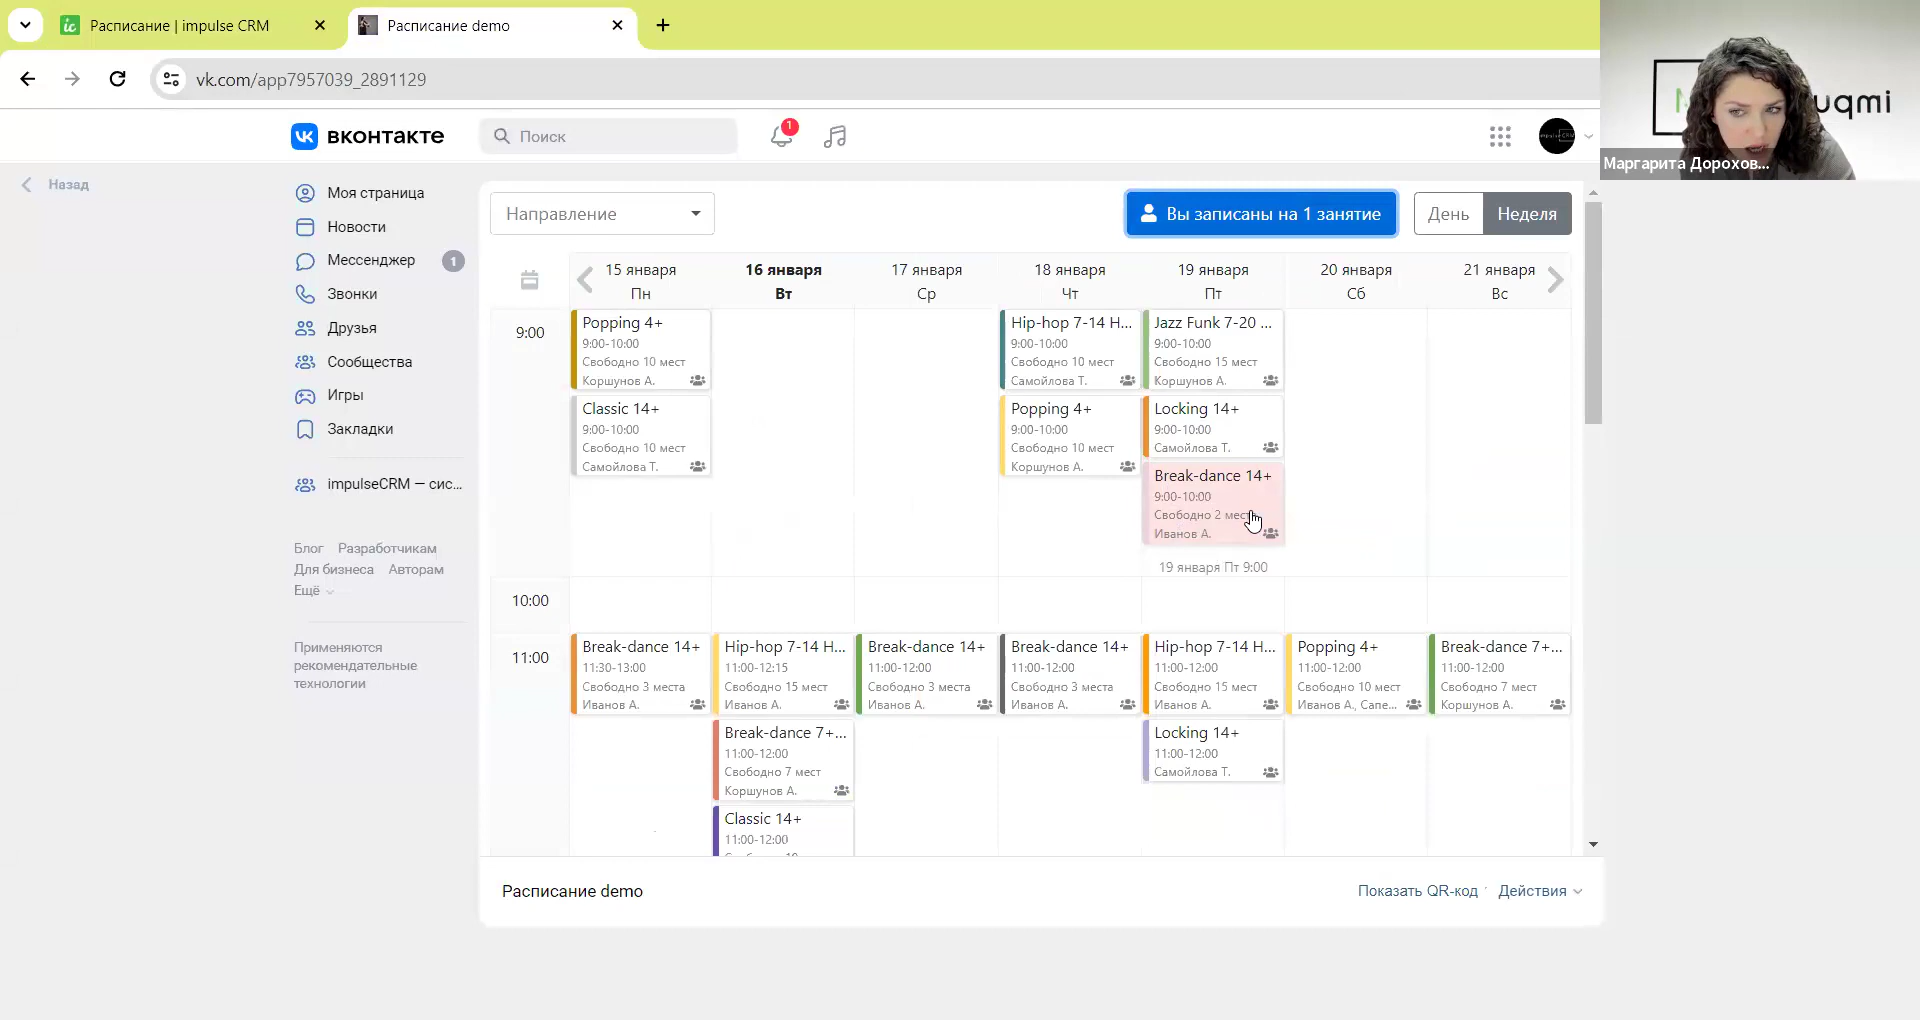 Расписание | impulse CRM
Расписание demo
vk.com/app7957039_2891129
uqmi
Маргарита Дорохов...
вконтакте
Поиск
1
Назад
Моя страница
Новости
Мессенджер
1
Звонки
Друзья
Сообщества
Игры
Закладки
impulseCRM — сис...
Блог Разработчикам
Для бизнеса Авторам
Ещё
Применяются
рекомендательные
технологии
Направление
Вы записаны на 1 занятие
День
Неделя
15 января
Пн
16 января
Вт
17 января
Ср
18 января
Чт
19 января
Пт
20 января
Сб
21 января
Вс
9:00
Popping 4+
9:00-10:00
Свободно 10 мест
Коршунов А.
Classic 14+
9:00-10:00
Свободно 10 мест
Самойлова Т.
Hip-hop 7-14 H...
9:00-10:00
Свободно 10 мест
Самойлова Т.
Popping 4+
9:00-10:00
Свободно 10 мест
Коршунов А.
Jazz Funk 7-20 ...
9:00-10:00
Свободно 15 мест
Коршунов А.
Locking 14+
9:00-10:00
Самойлова Т.
Break-dance 14+
9:00-10:00
Свободно 2 места
Иванов А.
19 января Пт 9:00
10:00
11:00
Break-dance 14+
11:30-13:00
Свободно 3 места
Иванов А.
Hip-hop 7-14 H...
11:00-12:15
Свободно 15 мест
Иванов А.
Break-dance 7+...
11:00-12:00
Свободно 7 мест
Коршунов А.
Classic 14+
11:00-12:00
Break-dance 14+
11:00-12:00
Свободно 3 места
Иванов А.
Break-dance 14+
11:00-12:00
Свободно 3 места
Иванов А.
Hip-hop 7-14 H...
11:00-12:00
Свободно 15 мест
Иванов А.
Locking 14+
11:00-12:00
Самойлова Т.
Popping 4+
11:00-12:00
Свободно 10 мест
Иванов А., Сапе...
Break-dance 7+...
11:00-12:00
Свободно 7 мест
Коршунов А.
Расписание demo
Показать QR-код
Действия